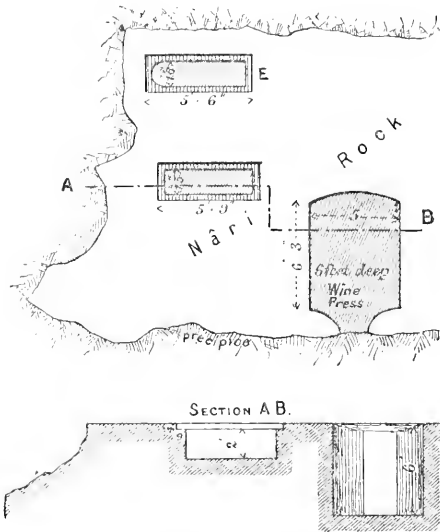 E
5' 6"
Rock
A
5' 9"
B
5'
6' 3"
Nâri
6 feet deep
Wine
Press
precipice
SECTION A B.
6'